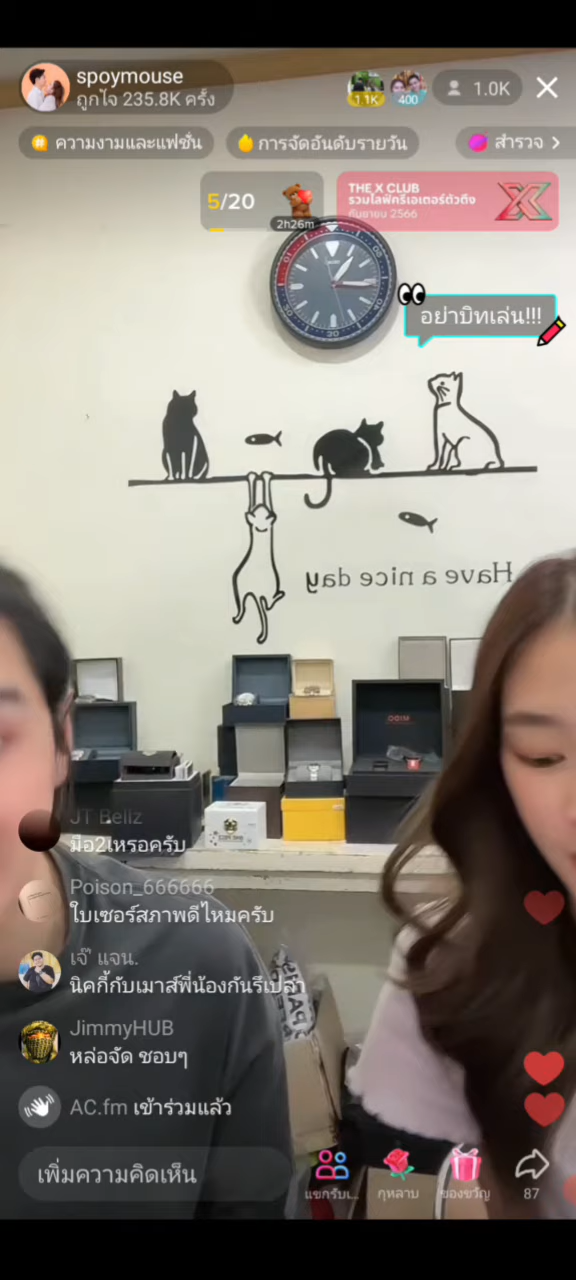 spoymouse
ถูกใจ 235.8K ครั้ง
1.1K
400
1.0K
ความงามและแฟชั่น
การจัดอันดับรายวัน
สำรวจ
5/20
2h26m
THE X CLUB
รวมไลฟ์ครีเอเตอร์ตัวตึง
กันยายน 2566
อย่าบิทเล่น!!!
Have a nice day
MIDO
JT Bellz
มือ2เหรอครับ
Poison_666666
ใบเซอร์สภาพดีไหมครับ
เจ๊ แจน.
นิคกี้กับเมาส์พี่น้องกันรึเปล่า
JimmyHUB
หล่อจัด ชอบๆ
AC.fm เข้าร่วมแล้ว
เพิ่มความคิดเห็น
แขกรับเ...
กุหลาบ
ของขวัญ
87